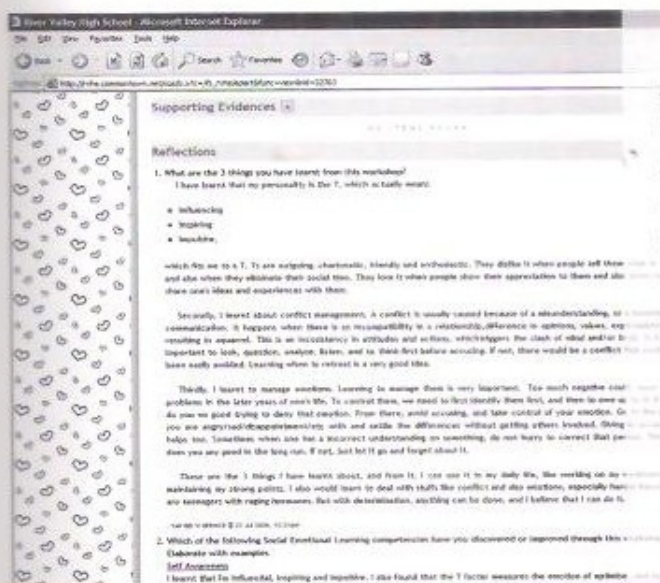 River Valley High School - Microsoft Internet Explorer
File Edit View Favorites Tools Help
Back Search Favorites
Supporting Evidences
Reflections
1. What are the 3 things you have learnt from this workshop?
I have learnt that my personality is the 'I', which actually means
Influencing
Inspiring
Impulsive,
which fits me to a T. 'I's are outgoing, charismatic, friendly and enthusiastic. They dislike it when people tell them
and also when they eliminate their social time. They love it when people show their appreciation to them and also
share one's ideas and experiences with them.
Secondly, I learnt about conflict management. A conflict is usually caused because of a misunderstanding, or
communication. It happens when there is an incompatibility in a relationship,difference in opinions, values,
resulting in aquarrel. This is an inconsistency in attitudes and actions, whichtriggers the clash of mind and/or
important to look, question, analyse, listen, and to think first before accusing. If not, there would be a conflict
been easily avoided. Learning when to retreat is a very good idea.
Thirdly, I learnt to manage emotions. Learning to manage them is very important. Too much negative
problems in the later years of one's life. To control them, we need to first identify them first, and then to own
do you no good trying to deny that emotion. From there, avoid accusing, and take control of your emotion.
you are angry/sad/disappointment/etc with and settle the differences without getting others involved. Giving
helps too. Sometimes when one has a incorrect understanding on something, do not hurry to correct that
does you any good in the long run. If not, just let it go and forget about it.
These are the 3 things I have learnt about, and from it, I can use it in my daily life, like working on my
maintaining my strong points. I also would learn to deal with stuffs like conflict and also emotions, especially
are teenagers with raging hormones. But with determination, anything can be done, and I believe that I can do it.
2. Which of the following Social Emotional Learning competencies have you discovered or improved through this
Elaborate with examples.
Self Awareness
I learnt that I'm influential, inspiring and impulsive. I also found that the 'I' factor measures the emotion of